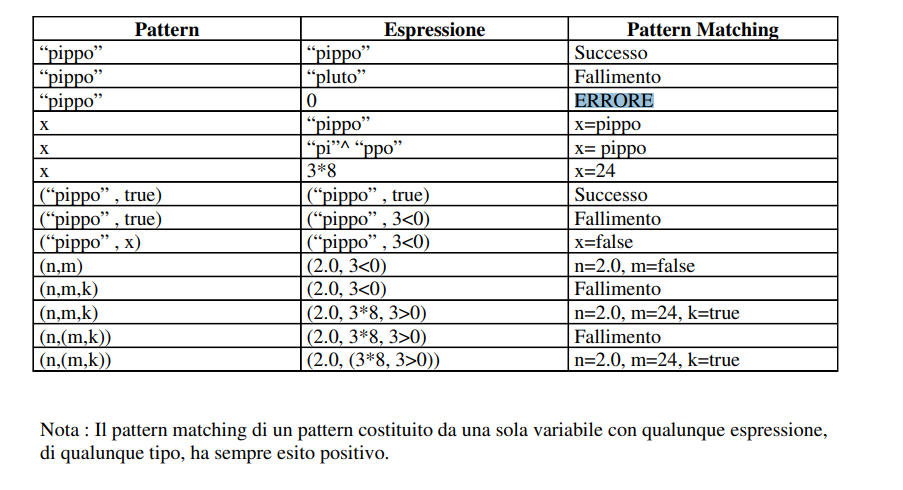 Pattern Espressione Pattern Matching
“pippo” “pippo” Successo
“pippo” “pluto” Fallimento
“pippo” 0 ERRORE
x “pippo” x=pippo
x “pi”^ “ppo” x= pippo
x 3*8 x=24
(“pippo” , true) (“pippo” , true) Successo
(“pippo” , true) (“pippo” , 3<0) Fallimento
(“pippo” , x) (“pippo” , 3<0) x=false
(n,m) (2.0, 3<0) n=2.0, m=false
(n,m,k) (2.0, 3<0) Fallimento
(n,m,k) (2.0, 3*8, 3>0) n=2.0, m=24, k=true
(n,(m,k)) (2.0, 3*8, 3>0) Fallimento
(n,(m,k)) (2.0, (3*8, 3>0)) n=2.0, m=24, k=true
Nota : Il pattern matching di un pattern costituito da una sola variabile con qualunque espressione,
di qualunque tipo, ha sempre esito positivo.